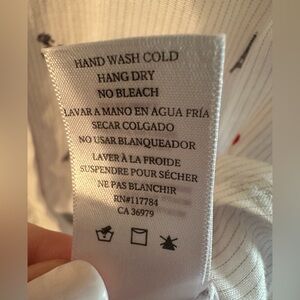 HAND WASH COLD
HANG DRY
NO BLEACH
LAVAR A MANO EN AGUA FRÍA
SECAR COLGADO
NO USAR BLANQUEADOR
LAVER À LA FROIDE
SUSPENDRE POUR SÉCHER
NE PAS BLANCHIR
RN#117784
CA 36979